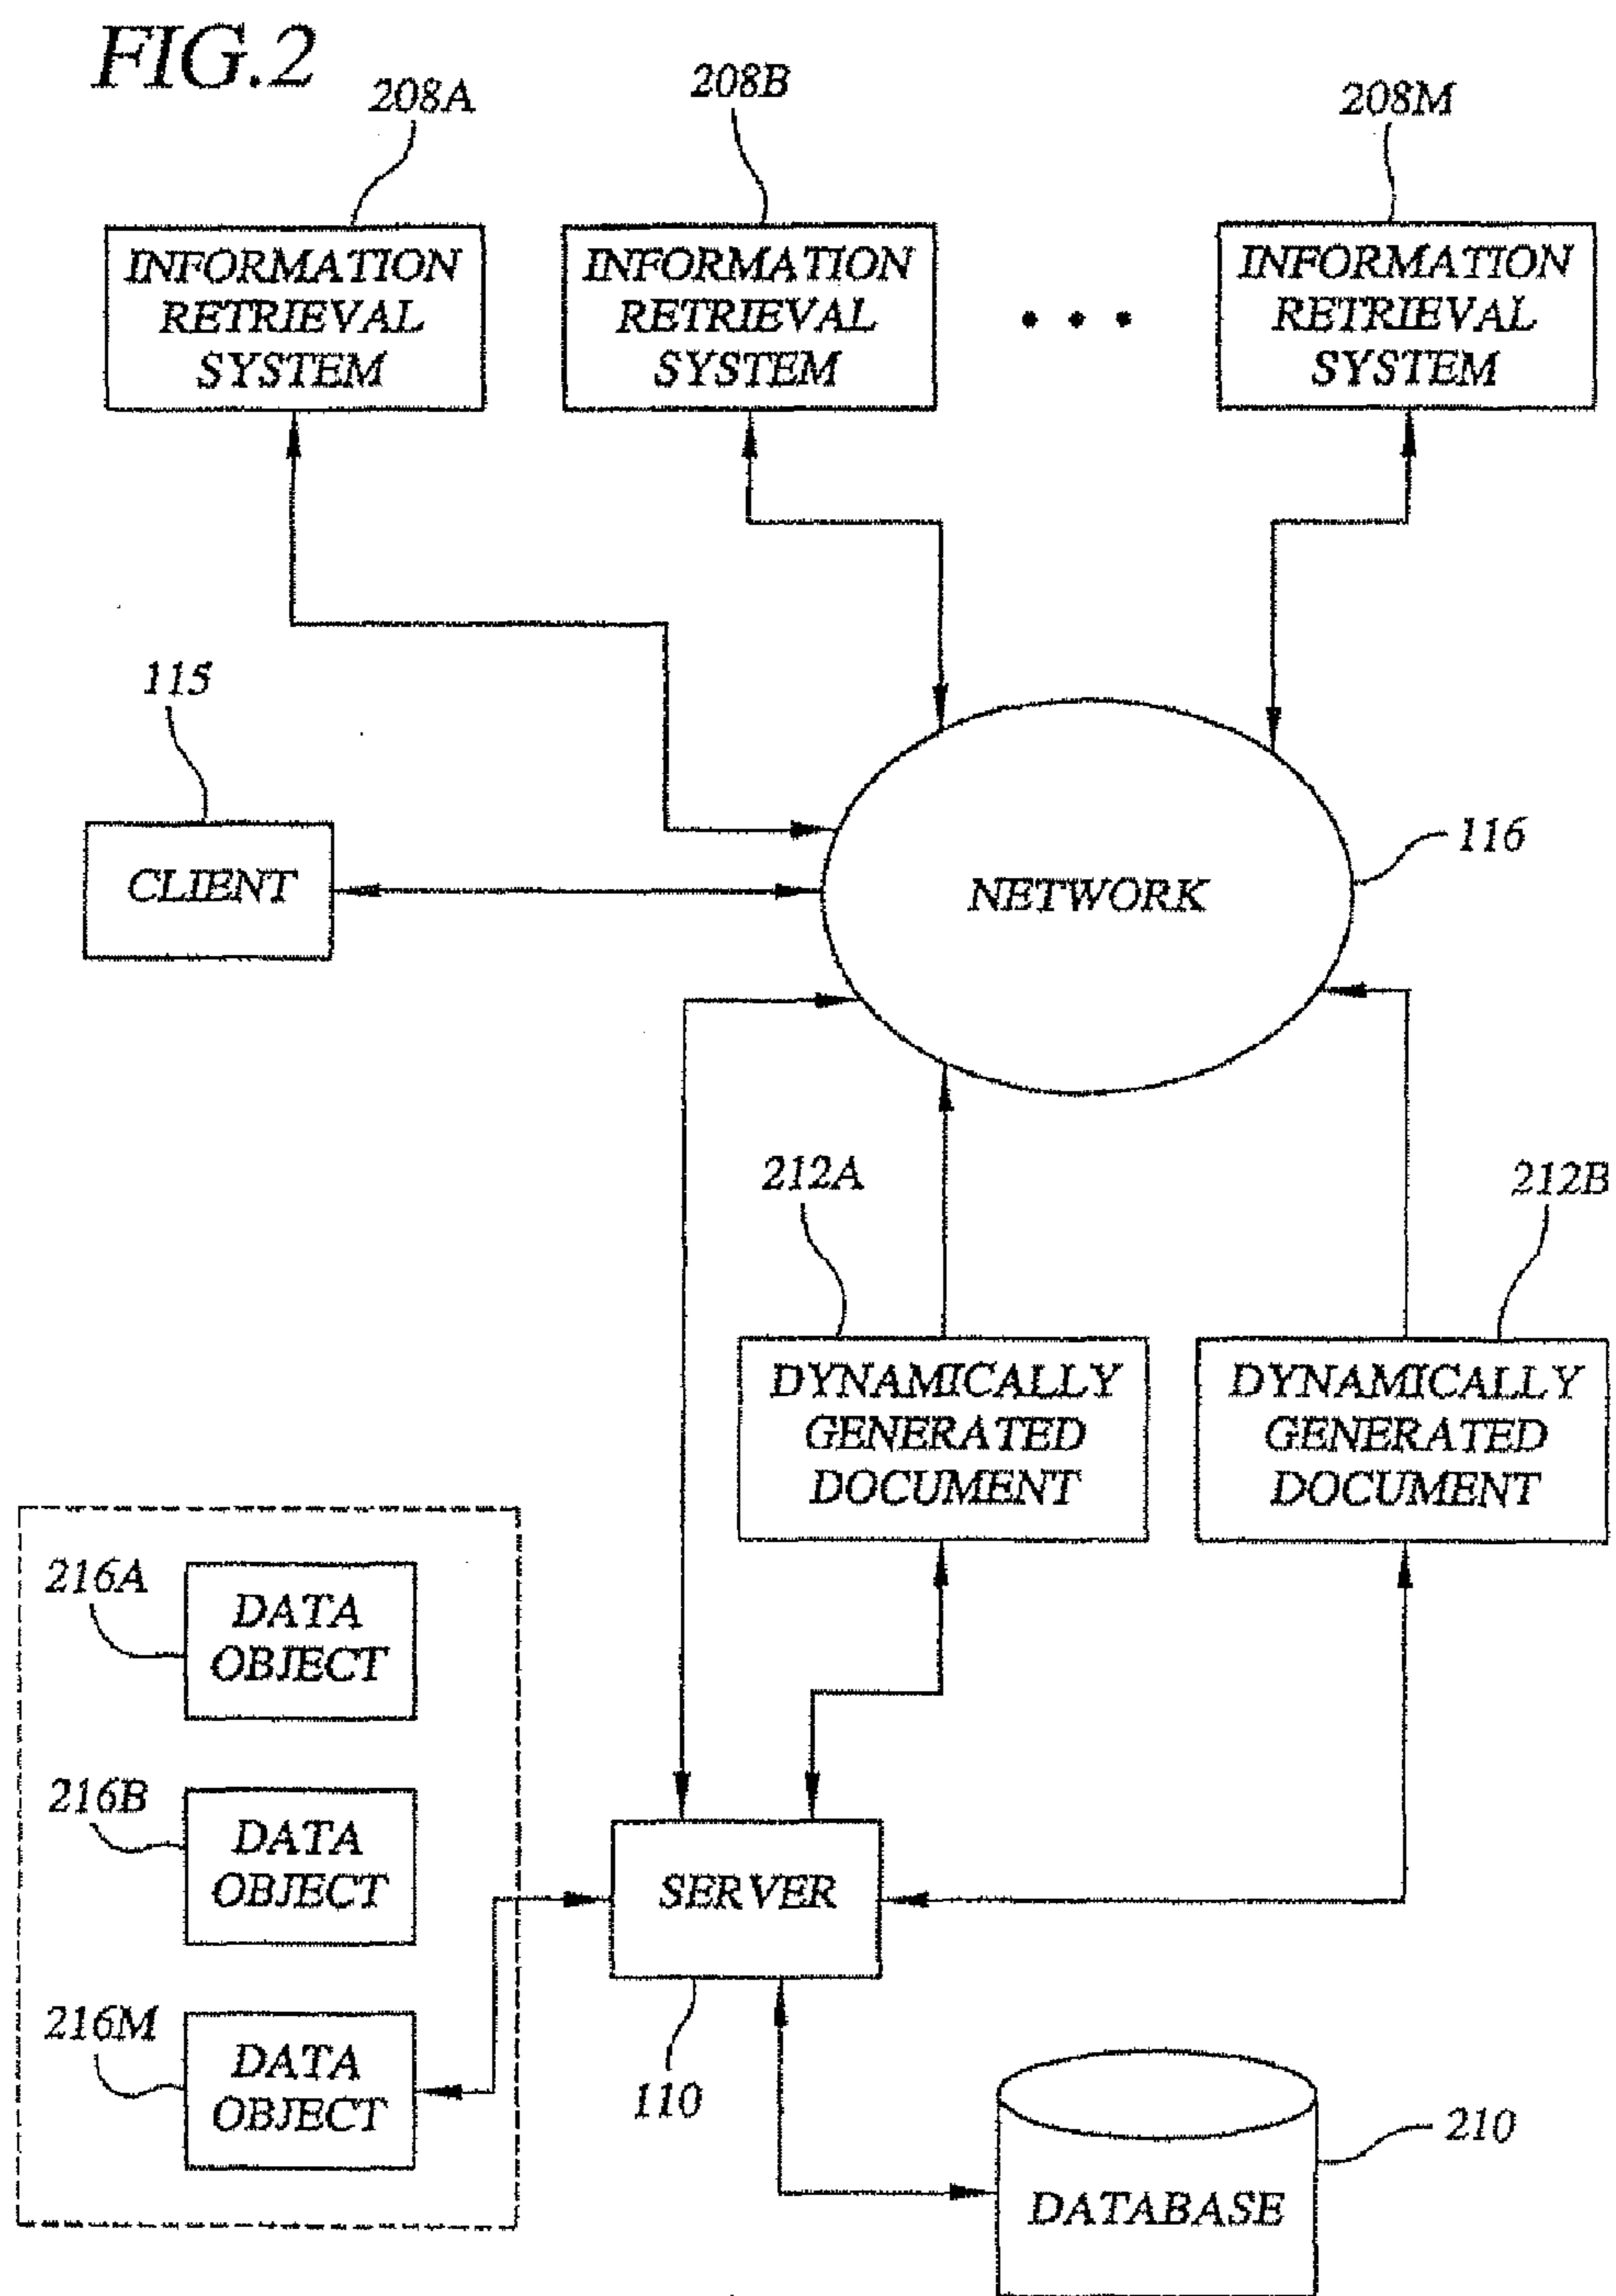 FIG.2
208A
208B
208M
INFORMATION
RETRIEVAL
SYSTEM
INFORMATION
RETRIEVAL
SYSTEM
INFORMATION
RETRIEVAL
SYSTEM
115
CLIENT
NETWORK
116
212A
212B
DYNAMICALLY
GENERATED
DOCUMENT
DYNAMICALLY
GENERATED
DOCUMENT
216A
DATA
OBJECT
216B
DATA
OBJECT
216M
DATA
OBJECT
SERVER
110
210
DATABASE